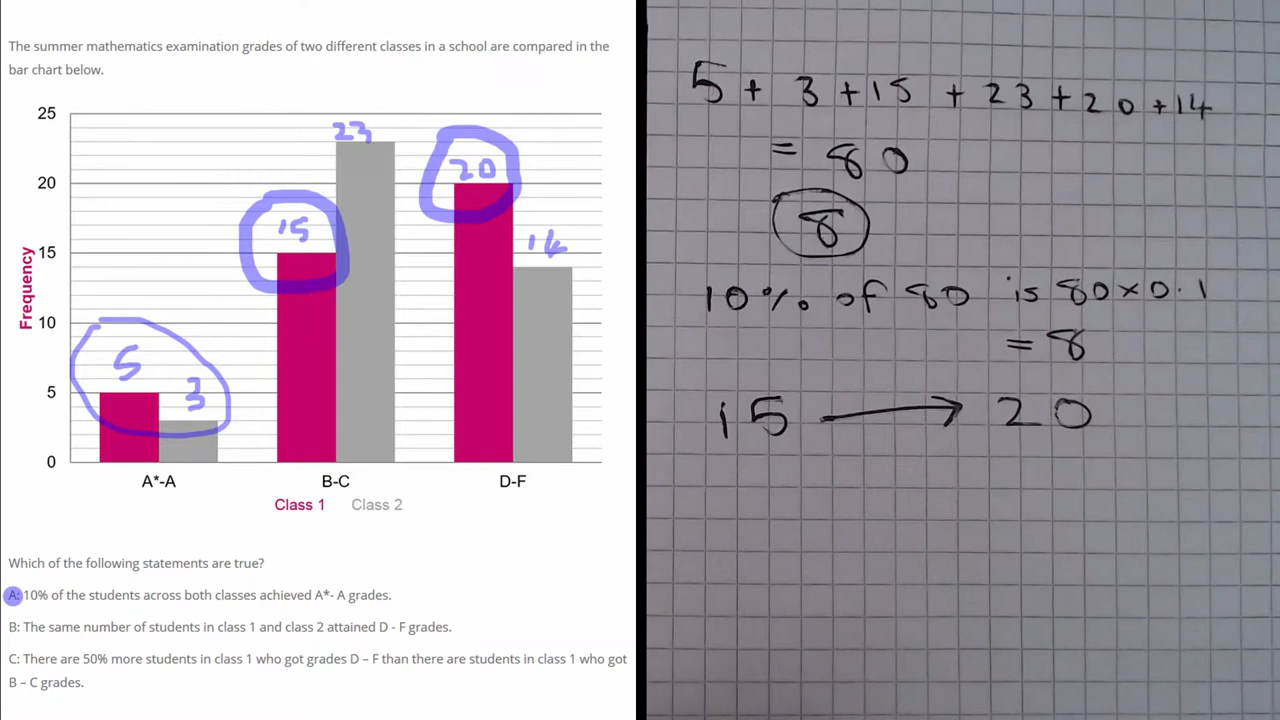 The summer mathematics examination grades of two different classes in a school are compared in the
bar chart below.
25
20
15
10
5
0
Frequency
5
3
15
23
20
14
A*-A
B-C
D-F
Class 1
Class 2
Which of the following statements are true?
A: 10% of the students across both classes achieved A*- A grades.
B: The same number of students in class 1 and class 2 attained D - F grades.
C: There are 50% more students in class 1 who got grades D – F than there are students in class 1 who got
B – C grades.
5 + 3 + 15 + 23 + 20 + 14
= 80
8
10% of 80 is 80 x 0.1
= 8
15 → 20